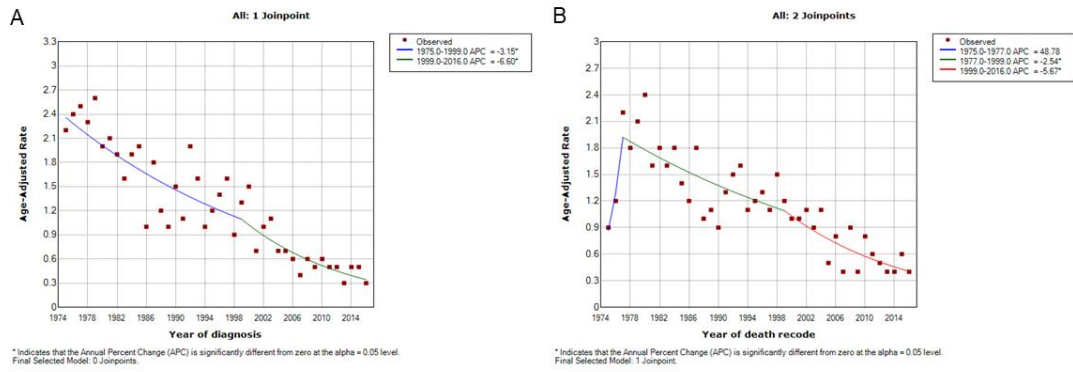 A
All: 1 Joinpoint
3.3
3
2.7
2.4
2.1
1.8
1.5
1.2
0.9
0.6
0.3
0
Age-Adjusted Rate
1974 1978 1982 1986 1990 1994 1998 2002 2006 2010 2014
Year of diagnosis
Observed
1975.0-1999.0 APC = -3.15*
1999.0-2016.0 APC = -6.60*
* Indicates that the Annual Percent Change (APC) is significantly different from zero at the alpha = 0.05 level.
Final Selected Model: 0 Joinpoints.
B
All: 2 Joinpoints
3
2.7
2.4
2.1
1.8
1.5
1.2
0.9
0.6
0.3
0
Age-Adjusted Rate
1974 1978 1982 1986 1990 1994 1998 2002 2006 2010 2014
Year of death recode
Observed
1975.0-1977.0 APC = 48.78
1977.0-1999.0 APC = -2.54*
1999.0-2016.0 APC = -5.67*
* Indicates that the Annual Percent Change (APC) is significantly different from zero at the alpha = 0.05 level.
Final Selected Model: 1 Joinpoint.